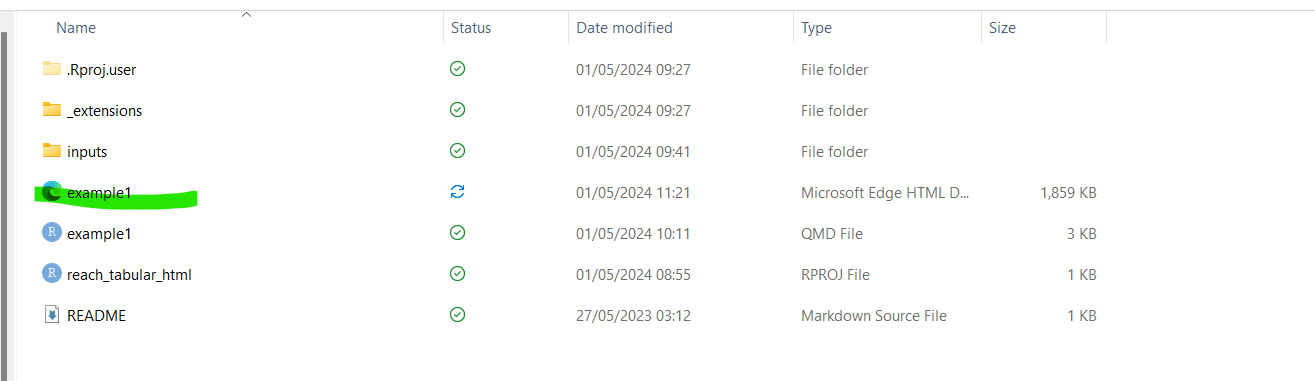 Name Status Date modified Type Size
.Rproj.user 01/05/2024 09:27 File folder
_extensions 01/05/2024 09:27 File folder
inputs 01/05/2024 09:41 File folder
example1 01/05/2024 11:21 Microsoft Edge HTML D... 1,859 KB
R example1 01/05/2024 10:11 QMD File 3 KB
R reach_tabular_html 01/05/2024 08:55 RPROJ File 1 KB
README 27/05/2023 03:12 Markdown Source File 1 KB